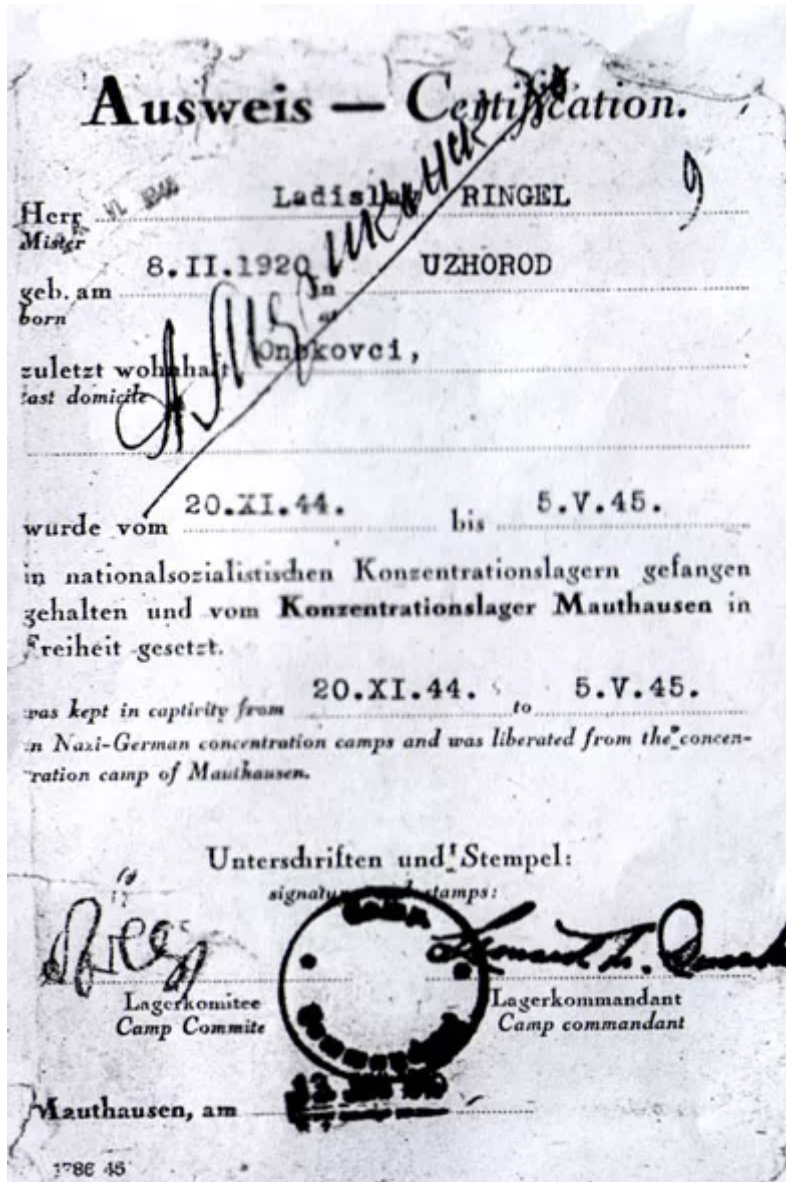 Ausweis — Certification.
Herr Ladislav RINGEL
Mister
geb. am 8.II.1920 in UZHOROD
born at
zuletzt wohnhaft Onokovci,
last domicile
wurde vom 20.XI.44. bis 5.V.45.
in nationalsozialistischen Konzentrationslagern gefangen
gehalten und vom Konzentrationslager Mauthausen in
Freiheit gesetzt.
was kept in captivity from 20.XI.44. to 5.V.45.
in Nazi-German concentration camps and was liberated from the concen-
tration camp of Mauthausen.
Unterschriften und Stempel:
signatures and stamps:
Lagerkomitee Lagerkommandant
Camp Commite Camp commandant
Mauthausen, am
1786 45